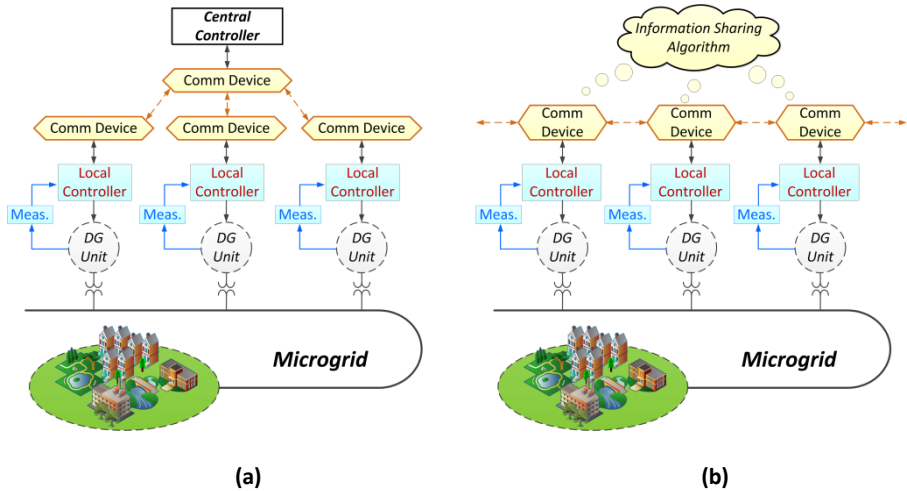 Central
Controller
Comm Device
Comm Device
Comm Device
Comm Device
Local
Controller
Local
Controller
Local
Controller
Meas.
Meas.
Meas.
DG
Unit
DG
Unit
DG
Unit
Microgrid
(a)
Information Sharing
Algorithm
Comm
Device
Comm
Device
Comm
Device
Local
Controller
Local
Controller
Local
Controller
Meas.
Meas.
Meas.
DG
Unit
DG
Unit
DG
Unit
Microgrid
(b)